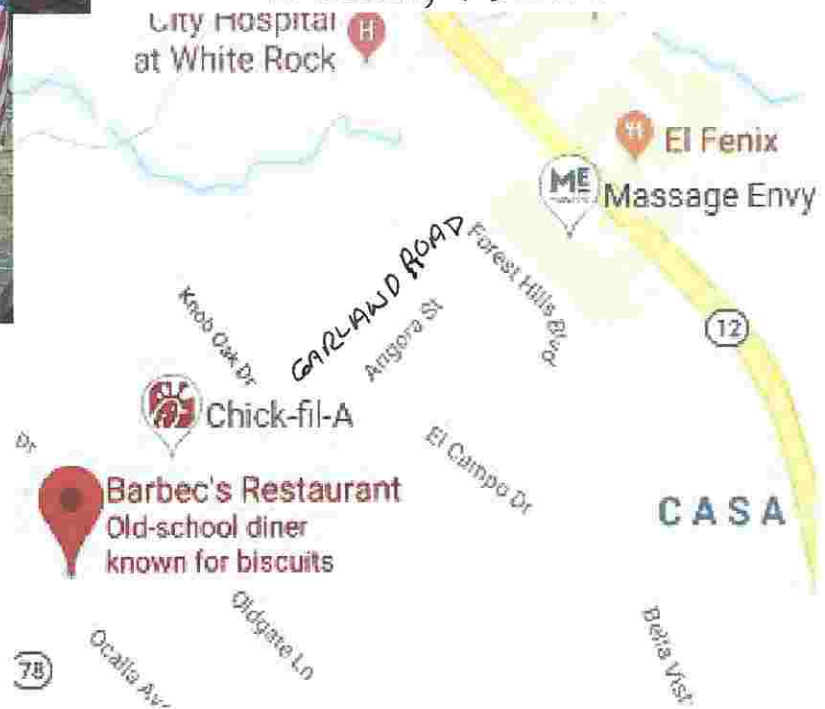 City Hospital
at White Rock
H
El Fenix
ME
Massage Envy
GARLAND ROAD
Forest Hills Blvd
Knob Oak Dr
Angora St
12
Chick-fil-A
Dr
El Campo Dr
Barbec's Restaurant
Old-school diner
known for biscuits
CASA
Oldgate Ln
Bella Vist
Ocalla Ave
78